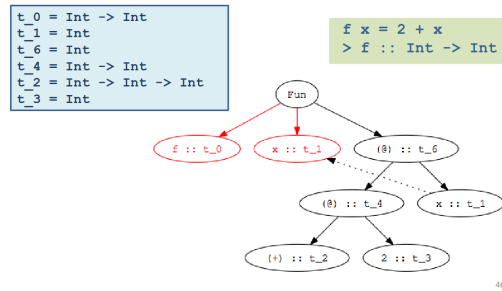 t_0 = Int -> Int
t_1 = Int
t_6 = Int
t_4 = Int -> Int
t_2 = Int -> Int -> Int
t_3 = Int
f x = 2 + x
> f :: Int -> Int
Fun
f :: t_0
x :: t_1
(@) :: t_6
(@) :: t_4
x :: t_1
(+) :: t_2
2 :: t_3